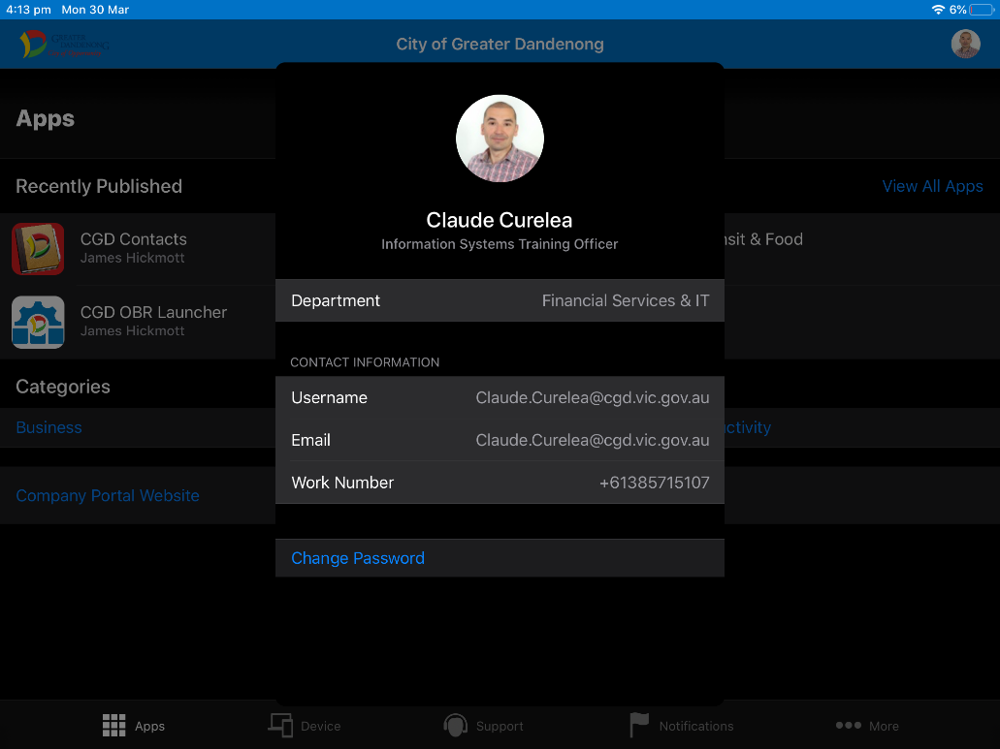 4:13 pm Mon 30 Mar
6%
GREATER
DANDENONG
City of Greater Dandenong
Apps
Claude Curelea
Information Systems Training Officer
Recently Published
View All Apps
CGD Contacts
James Hickmott
CGD OBR Launcher
James Hickmott
sit & Food
Department
Financial Services & IT
CONTACT INFORMATION
Username
Claude.Curelea@cgd.vic.gov.au
Email
Claude.Curelea@cgd.vic.gov.au
Work Number
+61385715107
Change Password
Categories
Business
ctivity
Company Portal Website
Apps
Device
Support
Notifications
More